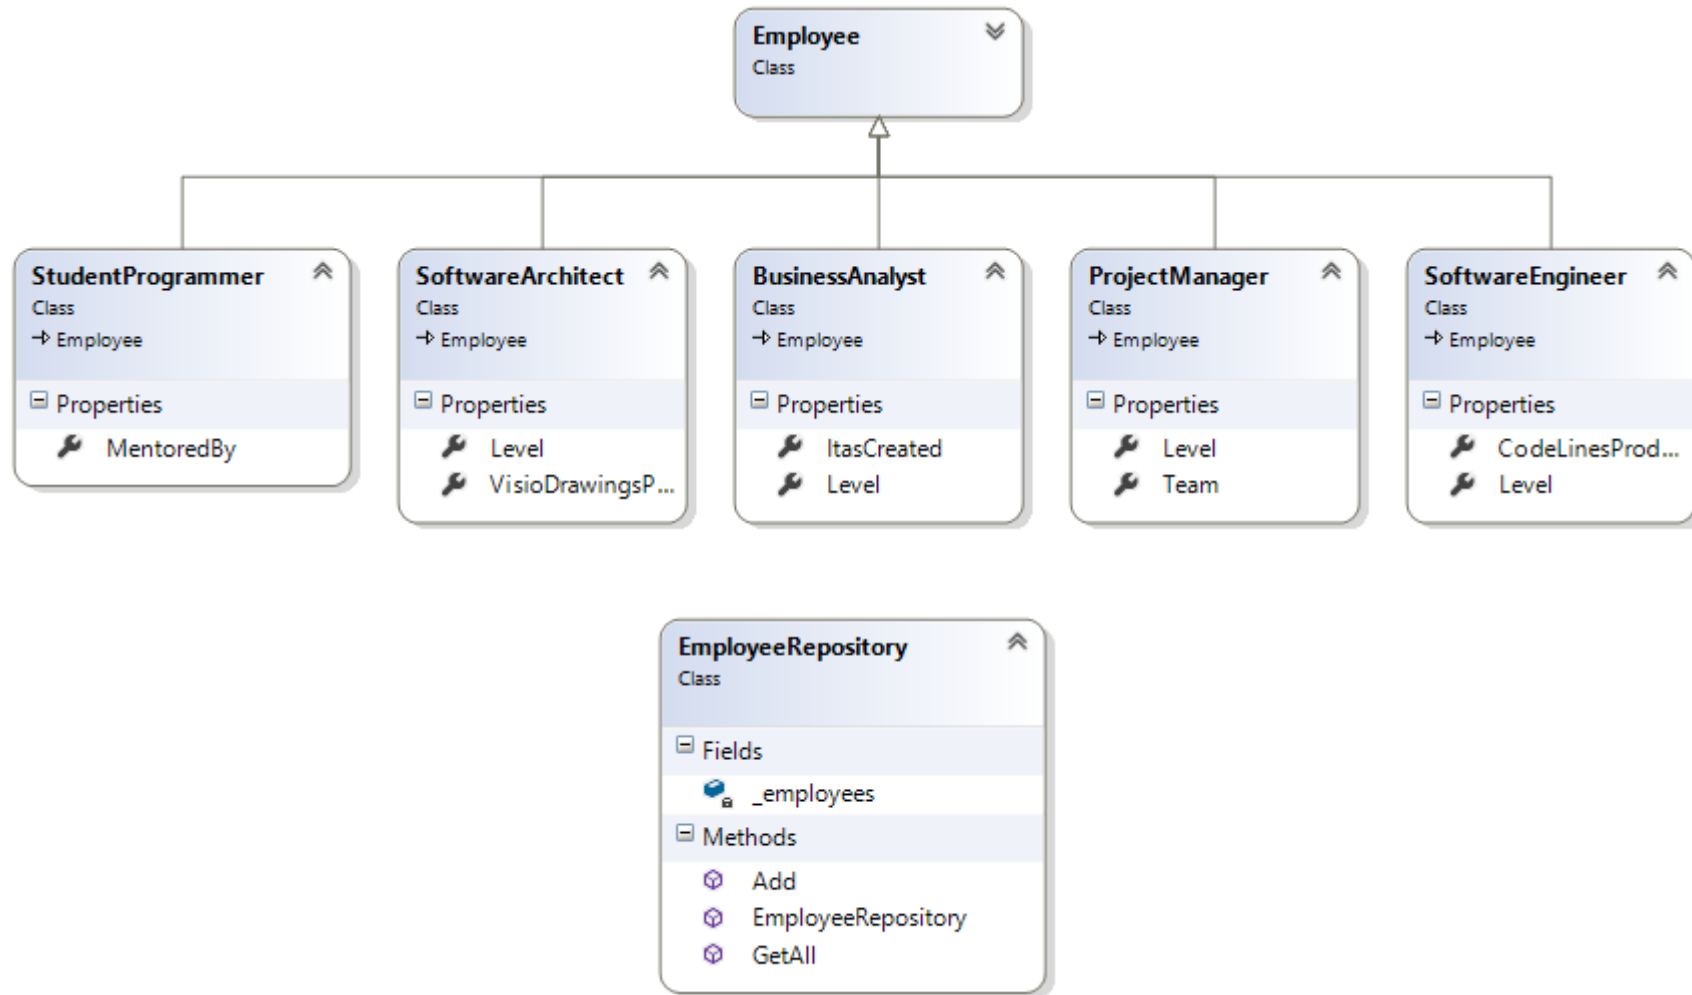 Employee
Class
StudentProgrammer
Class
Employee
Properties
MentoredBy
SoftwareArchitect
Class
Employee
Properties
Level
VisioDrawingsP...
BusinessAnalyst
Class
Employee
Properties
ItasCreated
Level
ProjectManager
Class
Employee
Properties
Level
Team
SoftwareEngineer
Class
Employee
Properties
CodeLinesProd...
Level
EmployeeRepository
Class
Fields
_employees
Methods
Add
EmployeeRepository
GetAll